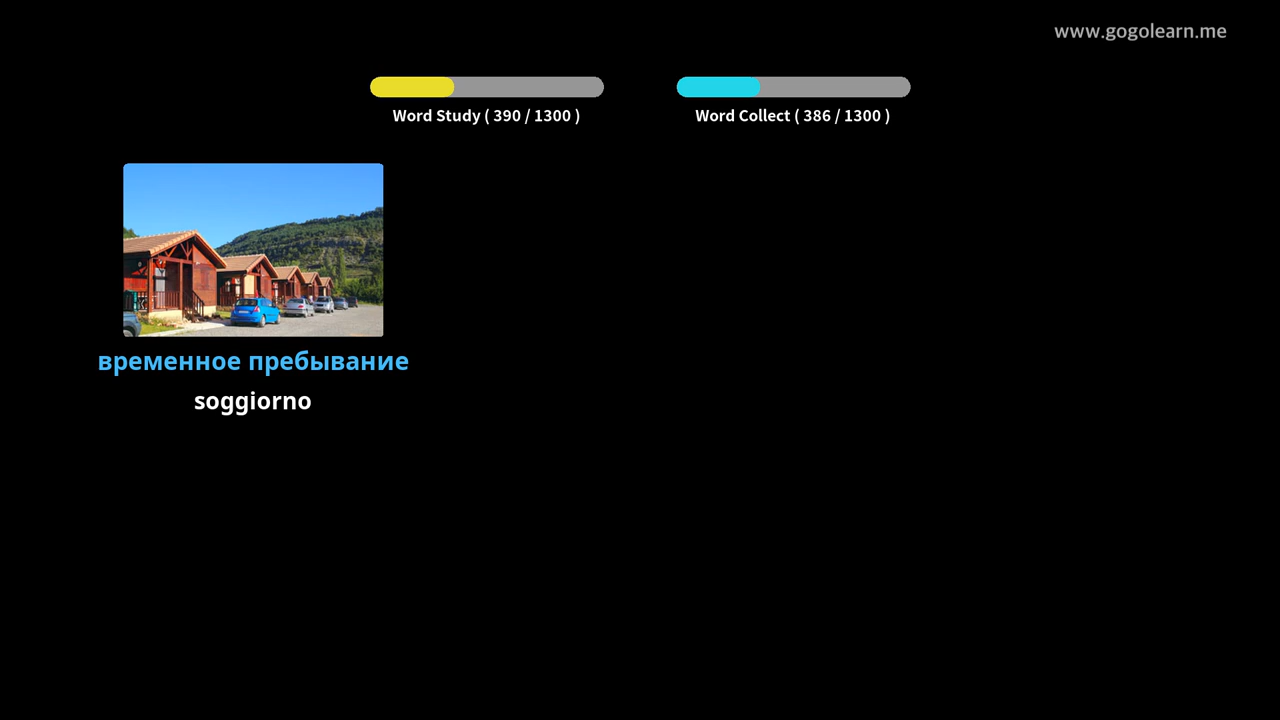 www.gogolearn.me
Word Study ( 390 / 1300 )
Word Collect ( 386 / 1300 )
временное пребывание
soggiorno